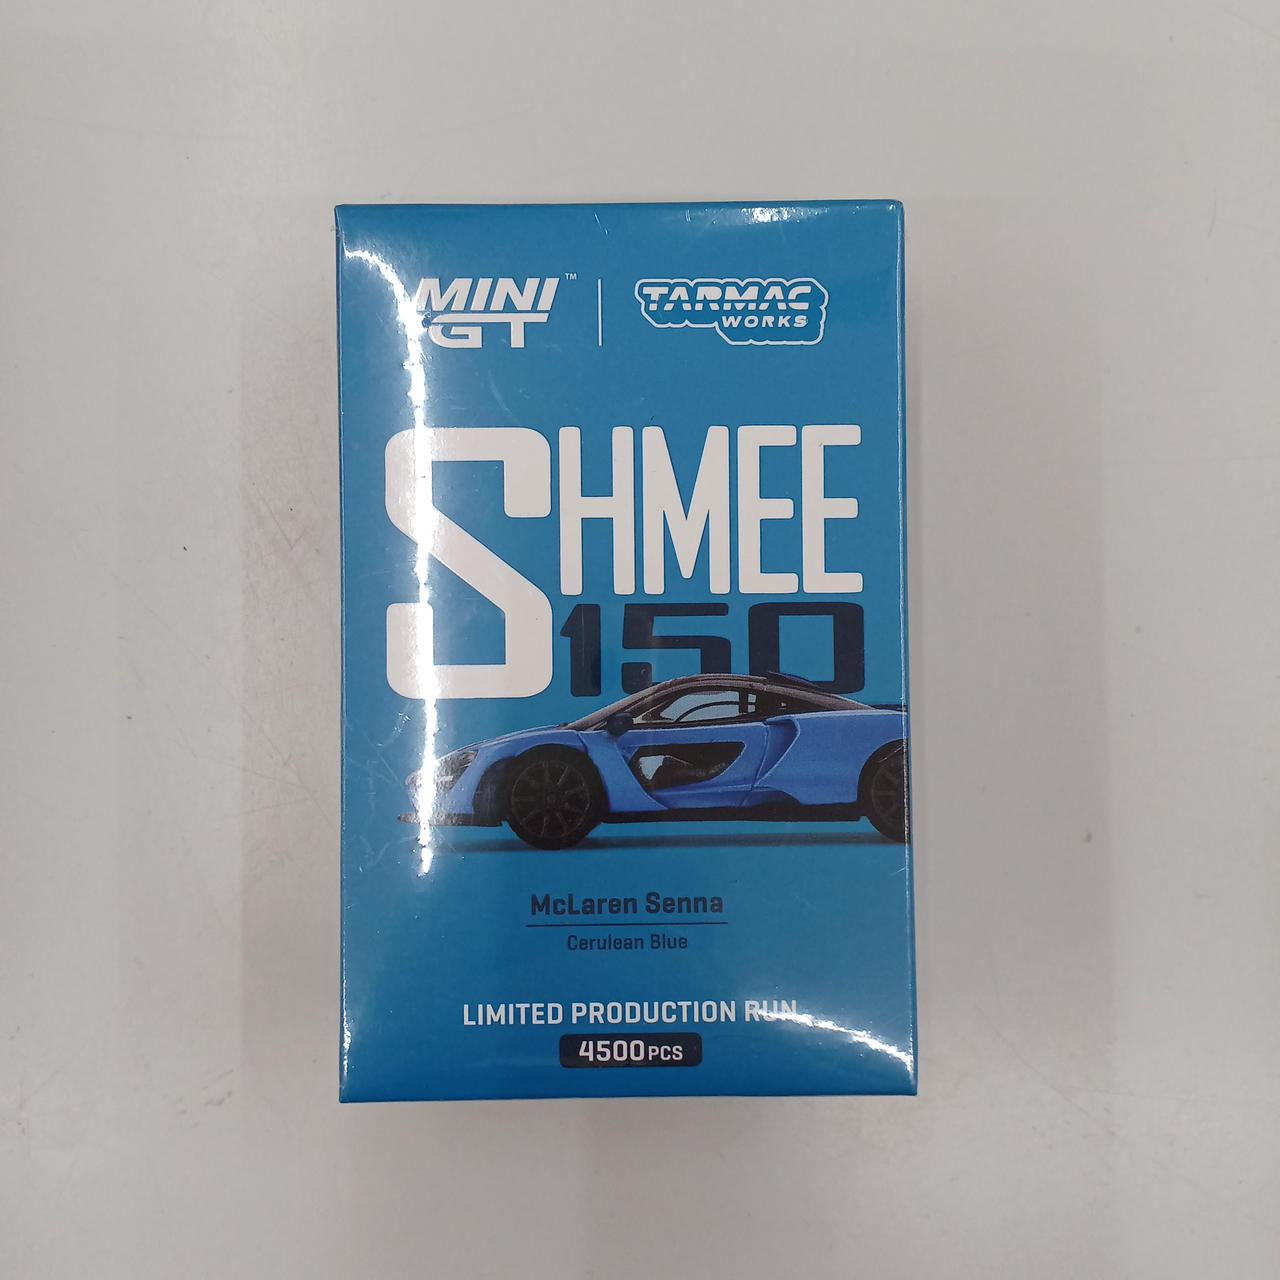 MINI GT™
TARMAC WORKS
SHMEE
150
McLaren Senna
Cerulean Blue
LIMITED PRODUCTION RUN
4500PCS